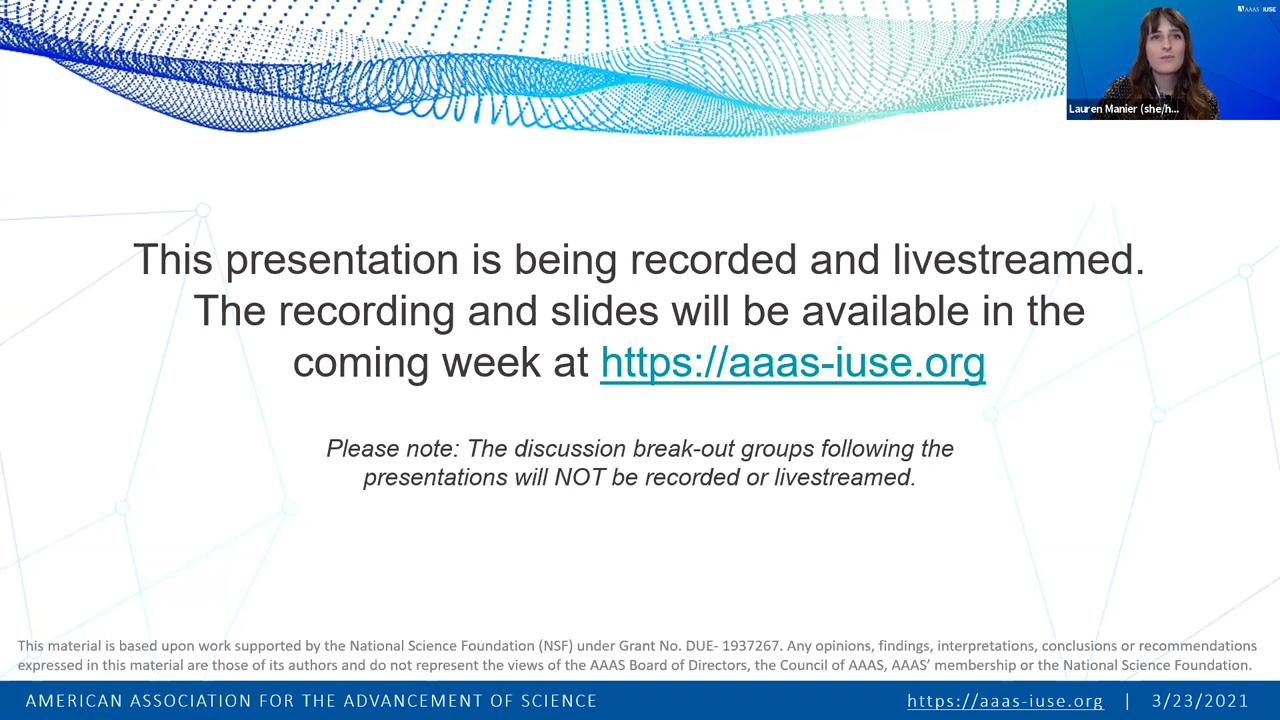 AAAS | IUSE
Lauren Manier (she/h...
This presentation is being recorded and livestreamed.
The recording and slides will be available in the
coming week at https://aaas-iuse.org
Please note: The discussion break-out groups following the
presentations will NOT be recorded or livestreamed.
This material is based upon work supported by the National Science Foundation (NSF) under Grant No. DUE- 1937267. Any opinions, findings, interpretations, conclusions or recommendations
expressed in this material are those of its authors and do not represent the views of the AAAS Board of Directors, the Council of AAAS, AAAS’ membership or the National Science Foundation.
AMERICAN ASSOCIATION FOR THE ADVANCEMENT OF SCIENCE
https://aaas-iuse.org | 3/23/2021